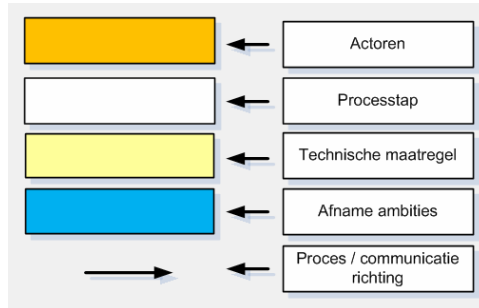 Actoren
Processtap
Technische maatregel
Afname ambities
Proces / communicatie
richting